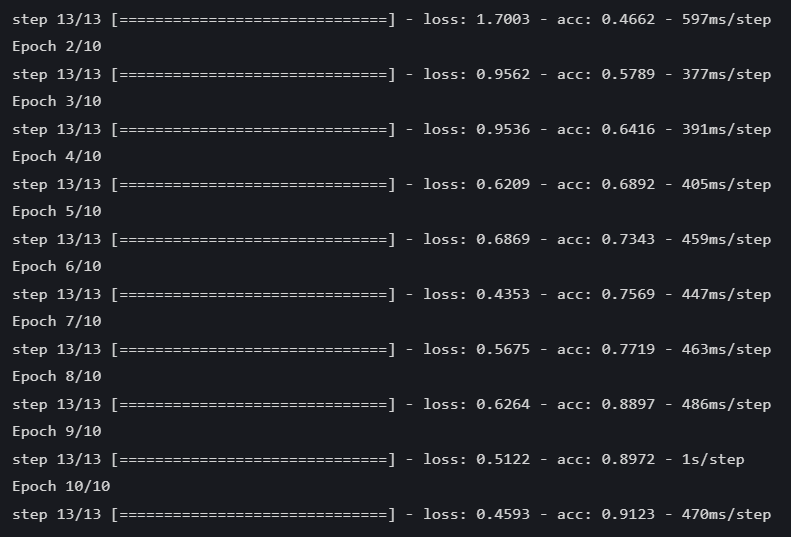 step 13/13 [==============================] - loss: 1.7003 - acc: 0.4662 - 597ms/step
Epoch 2/10
step 13/13 [==============================] - loss: 0.9562 - acc: 0.5789 - 377ms/step
Epoch 3/10
step 13/13 [==============================] - loss: 0.9536 - acc: 0.6416 - 391ms/step
Epoch 4/10
step 13/13 [==============================] - loss: 0.6209 - acc: 0.6892 - 405ms/step
Epoch 5/10
step 13/13 [==============================] - loss: 0.6869 - acc: 0.7343 - 459ms/step
Epoch 6/10
step 13/13 [==============================] - loss: 0.4353 - acc: 0.7569 - 447ms/step
Epoch 7/10
step 13/13 [==============================] - loss: 0.5675 - acc: 0.7719 - 463ms/step
Epoch 8/10
step 13/13 [==============================] - loss: 0.6264 - acc: 0.8897 - 486ms/step
Epoch 9/10
step 13/13 [==============================] - loss: 0.5122 - acc: 0.8972 - 1s/step
Epoch 10/10
step 13/13 [==============================] - loss: 0.4593 - acc: 0.9123 - 470ms/step